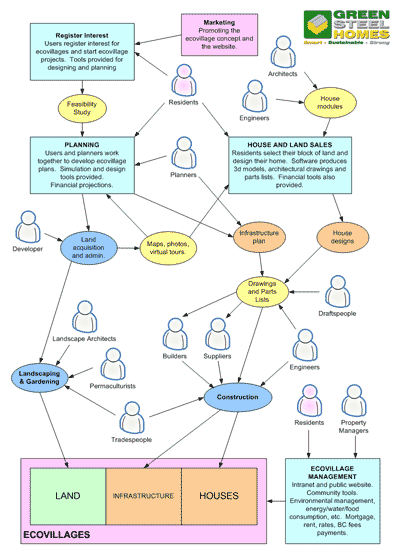 Marketing
Promoting the
ecovillage concept and
the website.
GREEN
STEEL
HOMES
Smart - Sustainable - Strong
Register Interest
Users register interest for
ecovillages and start ecovillage
projects. Tools provided for
designing and planning
Architects
Feasibility
Study
Residents
Engineers
House
modules
PLANNING
Users and planners work
together to develop ecovillage
plans. Simulation and design
tools provided.
Financial projections.
Planners
HOUSE AND LAND SALES
Residents select their block of land and
design their home. Software produces
3d models, architectural drawings and
parts lists. Financial tools also
provided.
Developer
Land
acquisition
and admin.
Maps, photos,
virtual tours.
Infrastructure
plan
House
designs
Drawings
and Parts
Lists
Draftspeople
Landscape Architects
Builders
Suppliers
Engineers
Landscaping
& Gardening
Permaculturists
Construction
Tradespeople
Residents
Property
Managers
LAND
INFRASTRUCTURE
HOUSES
ECOVILLAGES
ECOVILLAGE
MANAGEMENT
Intranet and public website.
Community tools.
Environmental management,
energy/water/food
consumption, etc. Mortgage,
rent, rates, BC fees
payments.